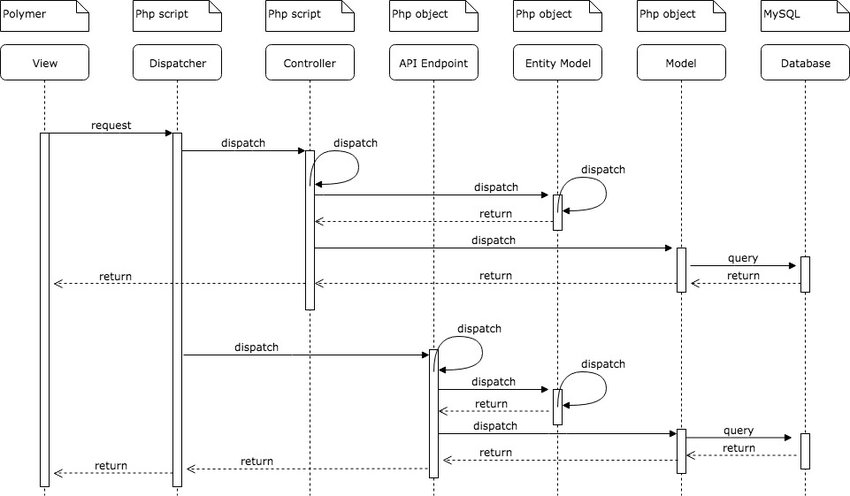 Polymer
Php script
Php script
Php object
Php object
Php object
MySQL
View
Dispatcher
Controller
API Endpoint
Entity Model
Model
Database
request
dispatch
dispatch
dispatch
dispatch
return
dispatch
query
return
return
return
dispatch
dispatch
dispatch
dispatch
return
dispatch
query
return
return
return
return